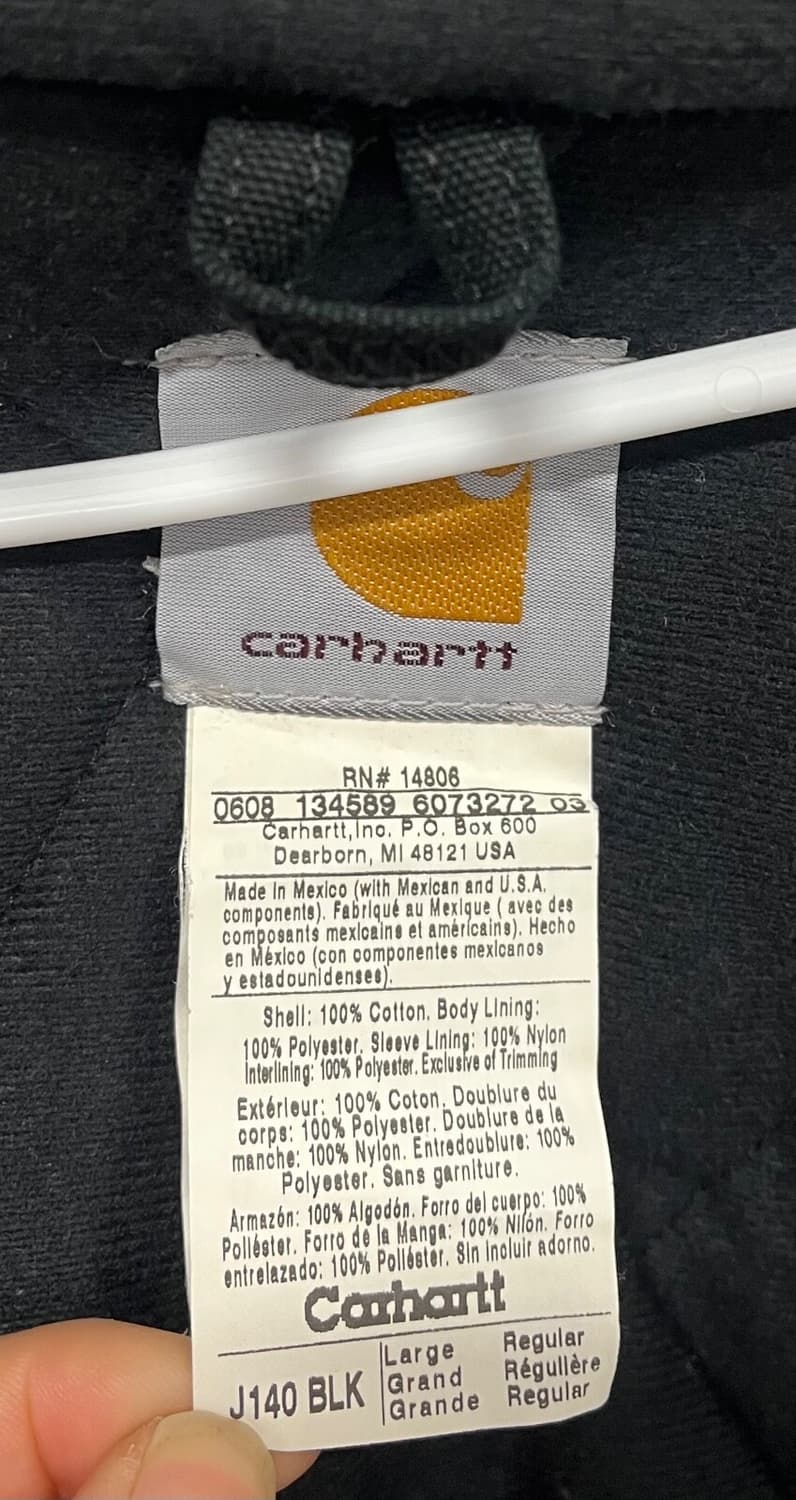 carhartt
RN# 14806
0608 134589 6073272 03
Carhartt,Inc. P.O. Box 600
Dearborn, MI 48121 USA
Made in Mexico (with Mexican and U.S.A.
components). Fabriqué au Mexique ( avec des
composants mexicains et américains). Hecho
en México (con componentes mexicanos
y estadounidenses).
Shell: 100% Cotton. Body Lining:
100% Polyester. Sleeve Lining: 100% Nylon
Interlining: 100% Polyester. Exclusive of Trimming
Extérieur: 100% Coton. Doublure du
corps: 100% Polyester. Doublure de la
manche: 100% Nylon. Entredoublure: 100%
Polyester. Sans garniture.
Armazón: 100% Algodón. Forro del cuerpo: 100%
Poliéster. Forro de la Manga: 100% Nilón. Forro
entrelazado: 100% Poliéster. Sin incluir adorno.
Carhartt
J140 BLK
Large Regular
Grand Régulière
Grande Regular